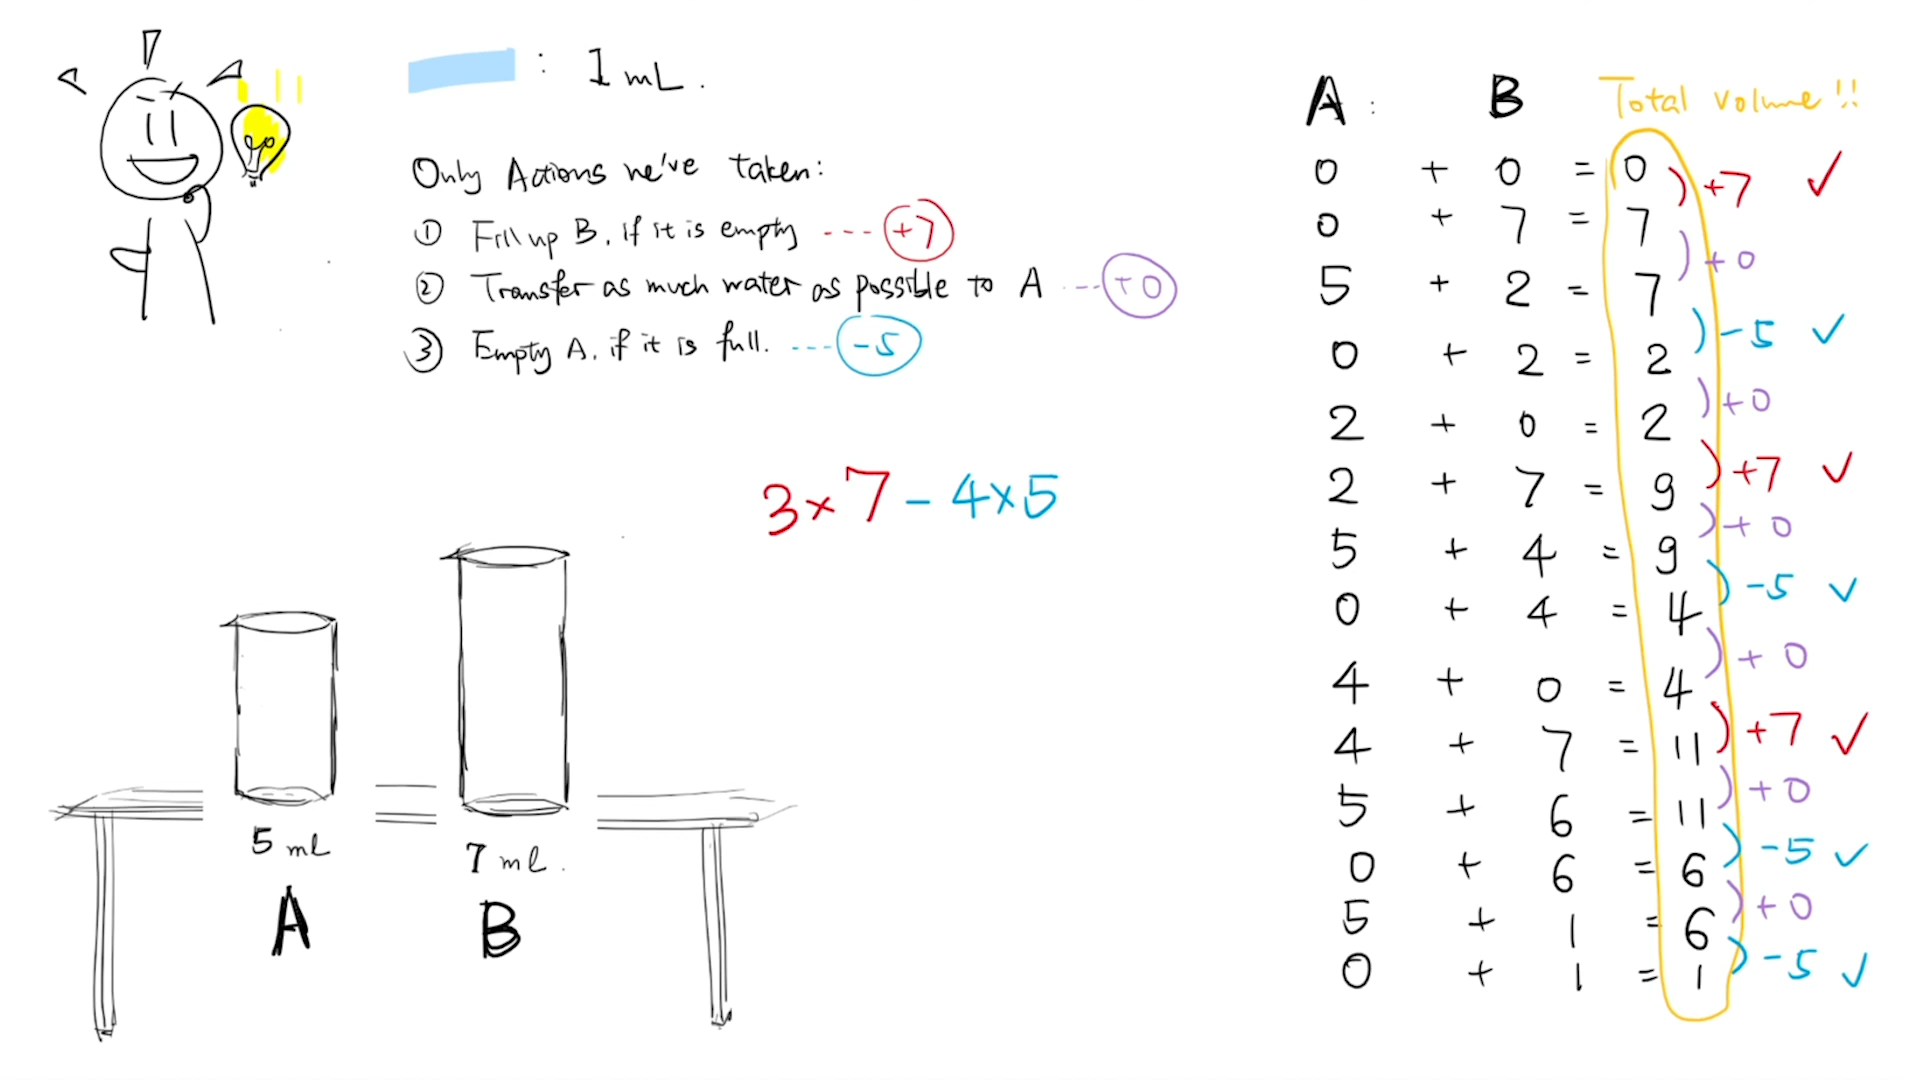 : 1 mL.
Only Actions we've taken:
① Fill up B, if it is empty --- +7
② Transfer as much water as possible to A --- +0
③ Empty A, if it is full. --- -5
3×7 - 4×5
5 ml
A
7 ml.
B
A: B Total volume!!
0 + 0 = 0
) +7 ✓
0 + 7 = 7
) +0
5 + 2 = 7
) -5 ✓
0 + 2 = 2
) +0
2 + 0 = 2
) +7 ✓
2 + 7 = 9
) +0
5 + 4 = 9
) -5 ✓
0 + 4 = 4
) +0
4 + 0 = 4
) +7 ✓
4 + 7 = 11
) +0
5 + 6 = 11
) -5 ✓
0 + 6 = 6
) +0
5 + 1 = 6
) -5 ✓
0 + 1 = 1